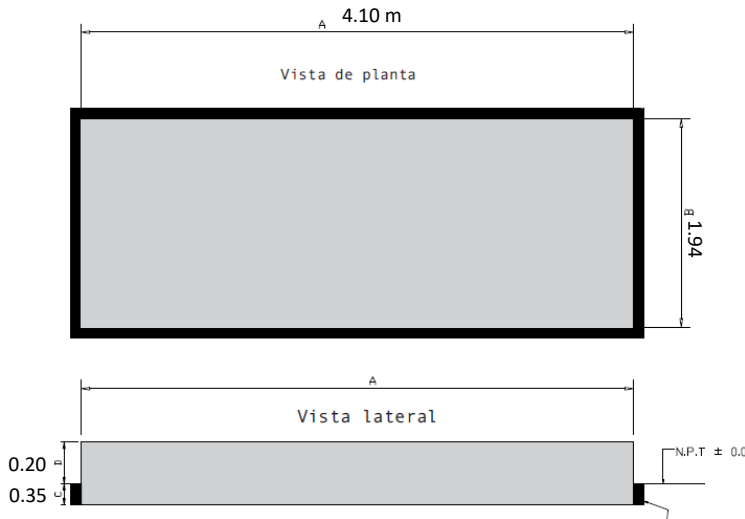 A 4.10 m
Vista de planta
B 1.94
A
Vista lateral
0.20 D
N.P.T ± 0.0
0.35 C